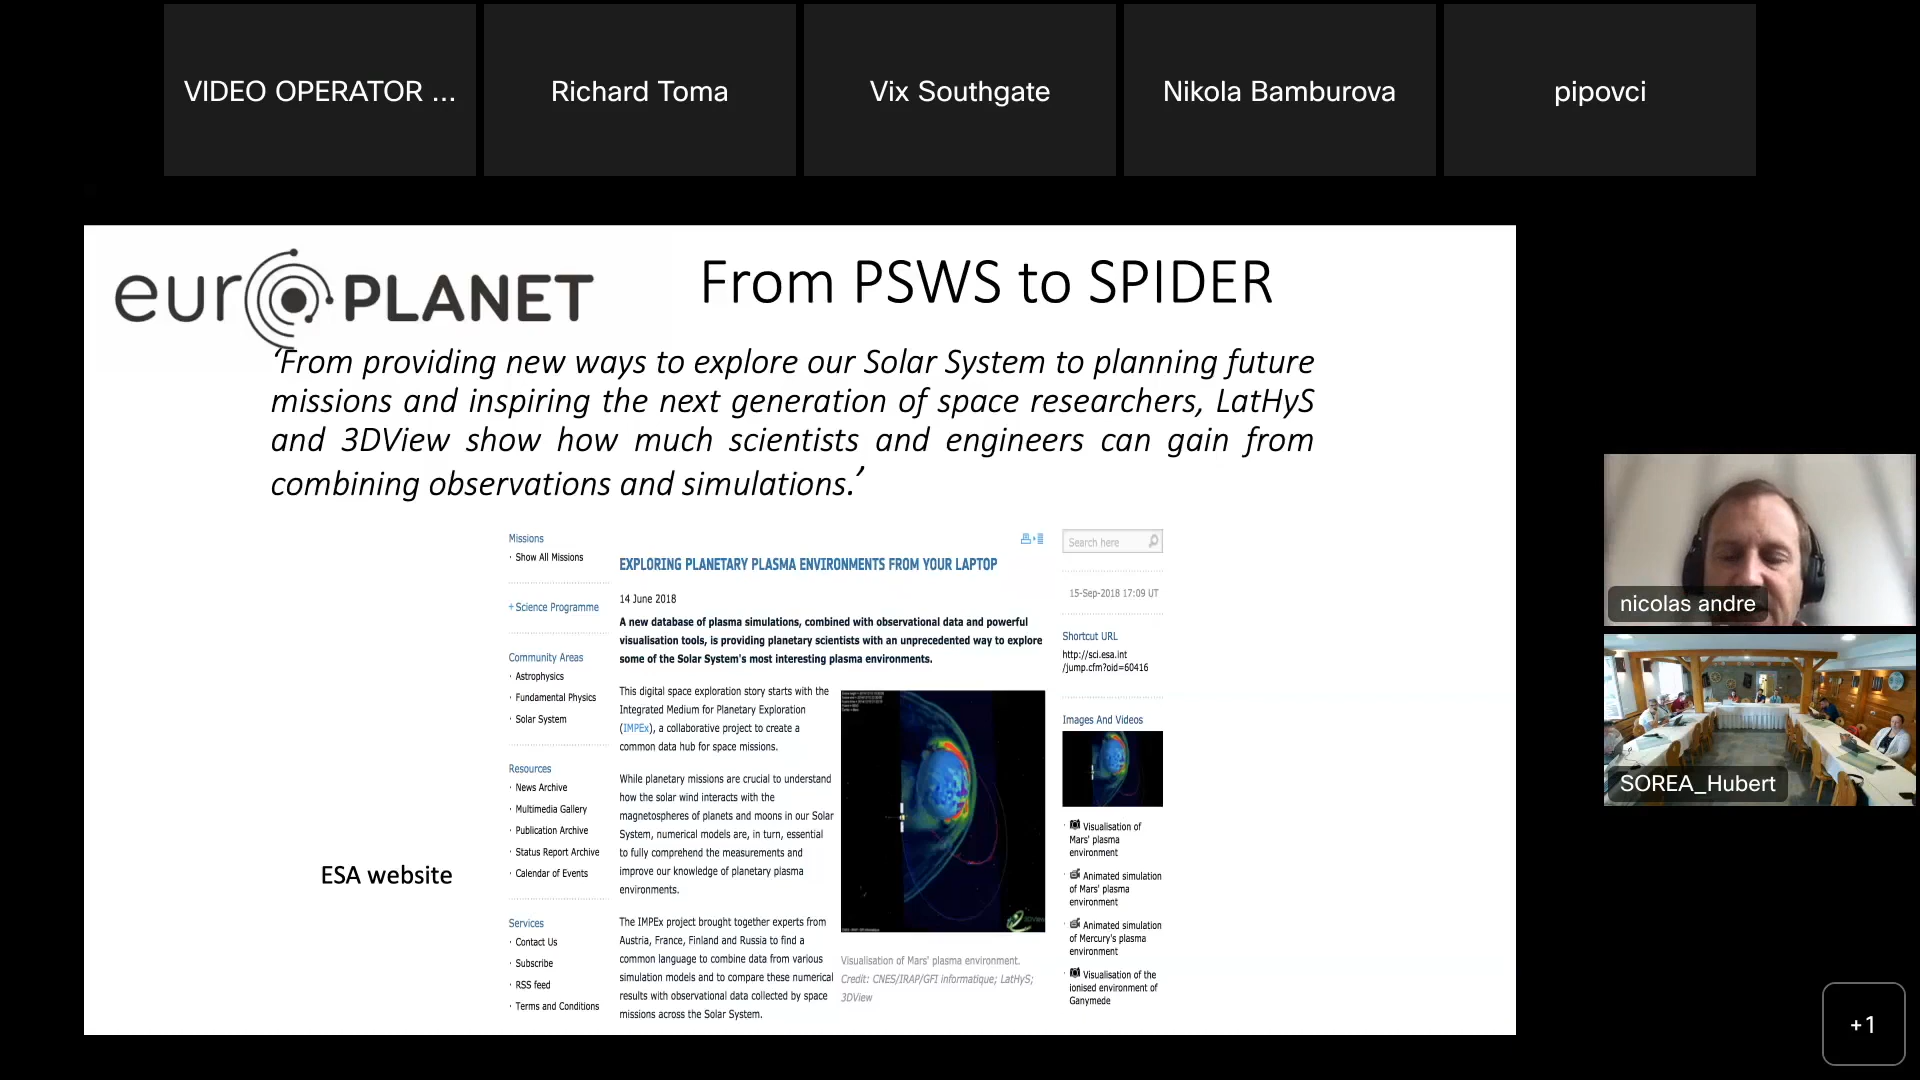 VIDEO OPERATOR ...
Richard Toma
Vix Southgate
Nikola Bamburova
pipovci
euroPLANET
From PSWS to SPIDER
‘From providing new ways to explore our Solar System to planning future
missions and inspiring the next generation of space researchers, LatHyS
and 3DView show how much scientists and engineers can gain from
combining observations and simulations.’
Missions
· Show All Missions
+ Science Programme
Community Areas
· Astrophysics
· Fundamental Physics
· Solar System
Resources
· News Archive
· Multimedia Gallery
· Publication Archive
· Status Report Archive
· Calendar of Events
Services
· Contact Us
· Subscribe
· RSS feed
· Terms and Conditions
ESA website
EXPLORING PLANETARY PLASMA ENVIRONMENTS FROM YOUR LAPTOP
14 June 2018
A new database of plasma simulations, combined with observational data and powerful
visualisation tools, is providing planetary scientists with an unprecedented way to explore
some of the Solar System's most interesting plasma environments.
This digital space exploration story starts with the
Integrated Medium for Planetary Exploration
(IMPEx), a collaborative project to create a
common data hub for space missions.
While planetary missions are crucial to understand
how the solar wind interacts with the
magnetospheres of planets and moons in our Solar
System, numerical models are, in turn, essential
to fully comprehend the measurements and
improve our knowledge of planetary plasma
environments.
The IMPEx project brought together experts from
Austria, France, Finland and Russia to find a
common language to combine data from various
simulation models and to compare these numerical
results with observational data collected by space
missions across the Solar System.
3DView
Visualisation of Mars' plasma environment.
Credit: CNES/IRAP/GFI informatique; LatHyS;
3DView
Search here
15-Sep-2018 17:09 UT
Shortcut URL
http://sci.esa.int
/jump.cfm?oid=60416
Images And Videos
· Visualisation of
Mars' plasma
environment
· Animated simulation
of Mars' plasma
environment
· Animated simulation
of Mercury's plasma
environment
· Visualisation of the
ionised environment of
Ganymede
nicolas andre
SOREA_Hubert
+1